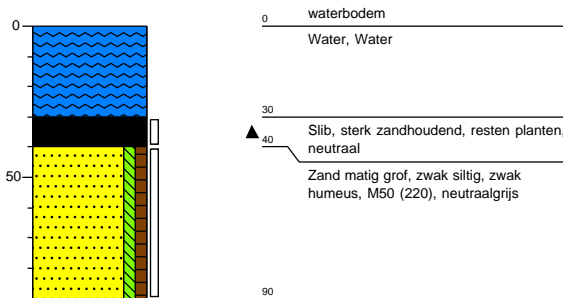 0
50
0
waterbodem
Water, Water
30
Slib, sterk zandhoudend, resten planten,
neutraal
40
Zand matig grof, zwak siltig, zwak
humeus, M50 (220), neutraalgrijs
90